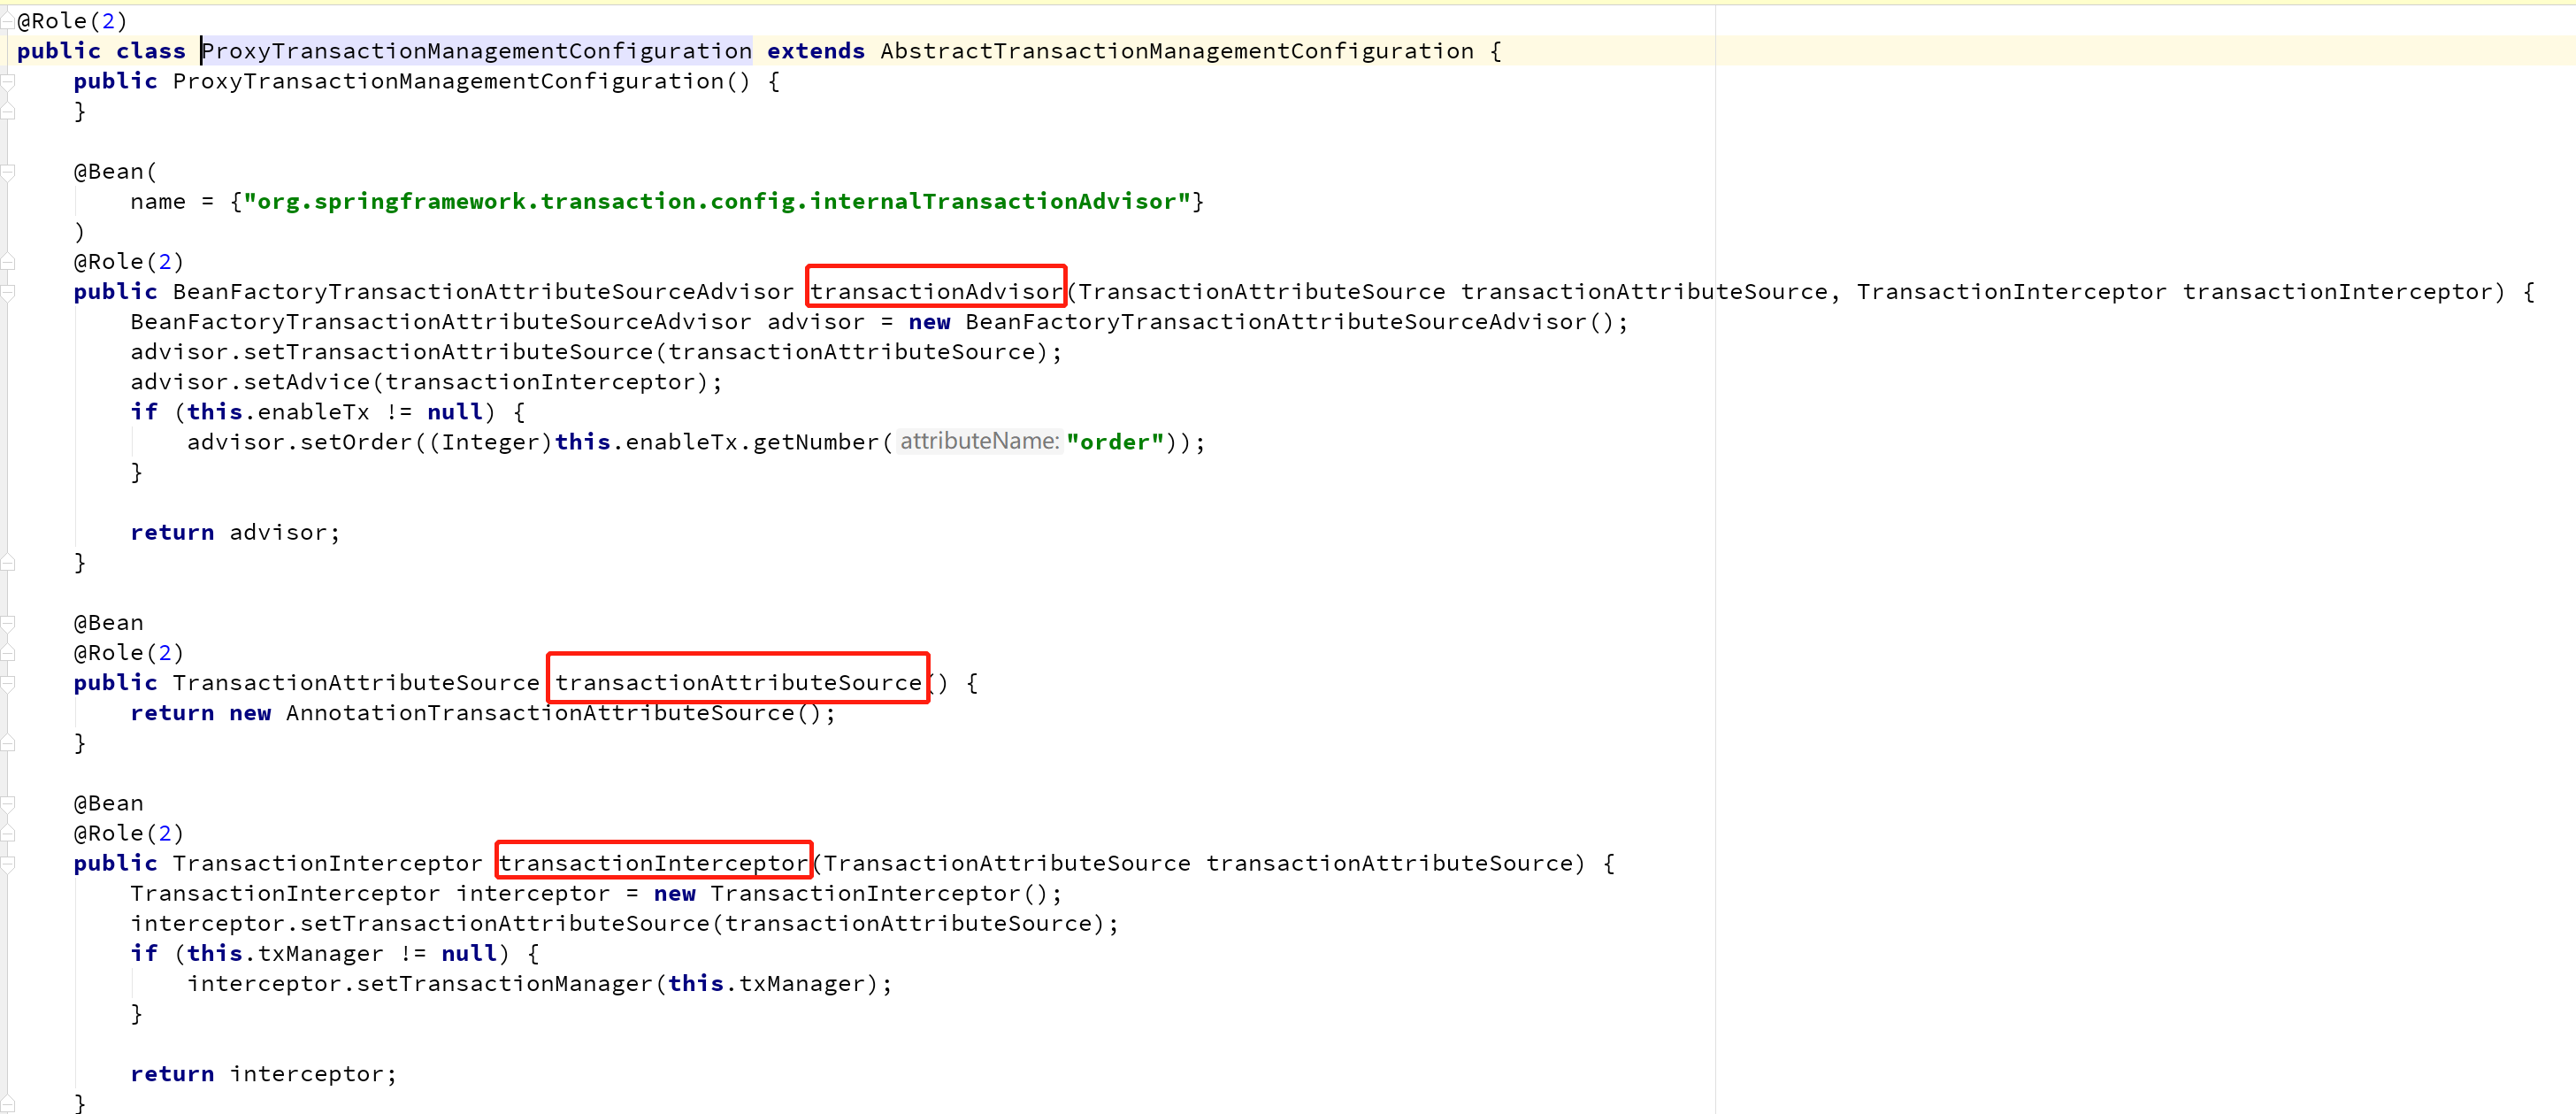 @Role(2)
public class ProxyTransactionManagementConfiguration extends AbstractTransactionManagementConfiguration {
    public ProxyTransactionManagementConfiguration() {
    }

    @Bean(
        name = {"org.springframework.transaction.config.internalTransactionAdvisor"}
    )
    @Role(2)
    public BeanFactoryTransactionAttributeSourceAdvisor transactionAdvisor(TransactionAttributeSource transactionAttributeSource, TransactionInterceptor transactionInterceptor) {
        BeanFactoryTransactionAttributeSourceAdvisor advisor = new BeanFactoryTransactionAttributeSourceAdvisor();
        advisor.setTransactionAttributeSource(transactionAttributeSource);
        advisor.setAdvice(transactionInterceptor);
        if (this.enableTx != null) {
            advisor.setOrder((Integer)this.enableTx.getNumber( attributeName: "order"));
        }

        return advisor;
    }

    @Bean
    @Role(2)
    public TransactionAttributeSource transactionAttributeSource() {
        return new AnnotationTransactionAttributeSource();
    }

    @Bean
    @Role(2)
    public TransactionInterceptor transactionInterceptor(TransactionAttributeSource transactionAttributeSource) {
        TransactionInterceptor interceptor = new TransactionInterceptor();
        interceptor.setTransactionAttributeSource(transactionAttributeSource);
        if (this.txManager != null) {
            interceptor.setTransactionManager(this.txManager);
        }

        return interceptor;
    }